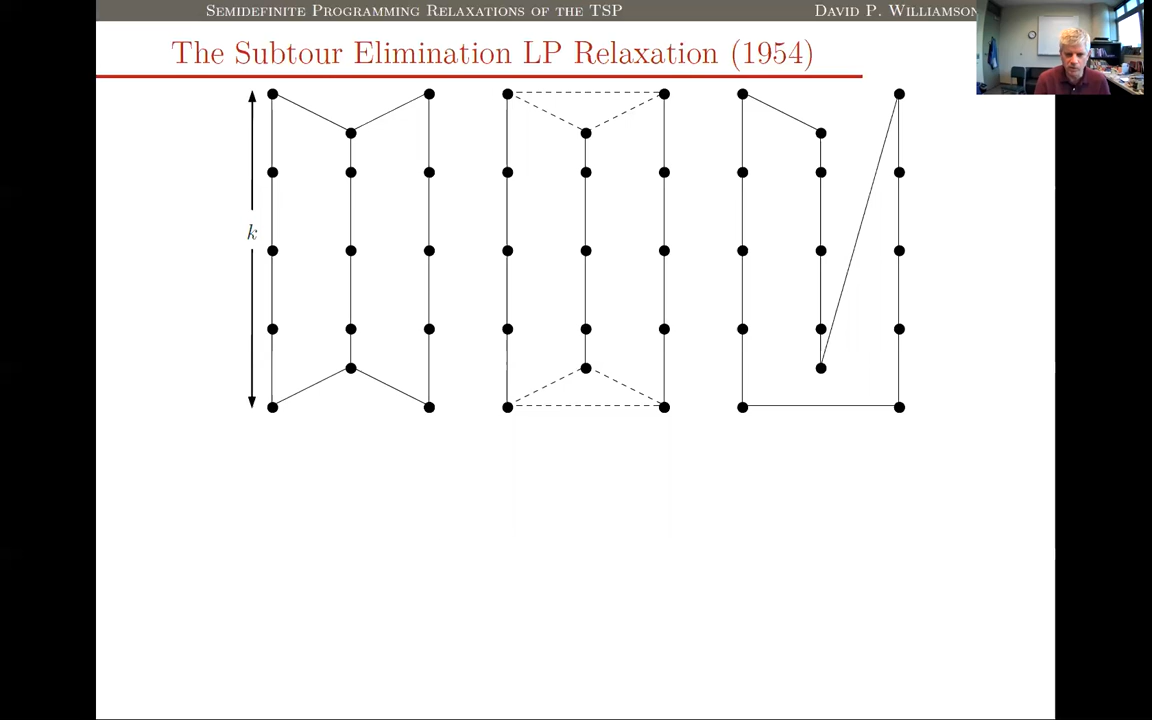 SEMIDEFINITE PROGRAMMING RELAXATIONS OF THE TSP
DAVID P. WILLIAMSON
The Subtour Elimination LP Relaxation (1954)
k